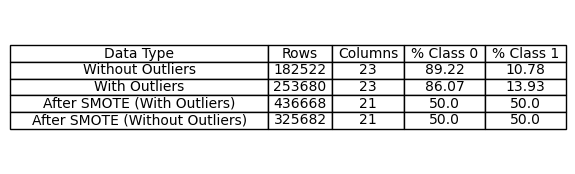 Data Type Rows Columns % Class 0 % Class 1
Without Outliers 182522 23 89.22 10.78
With Outliers 253680 23 86.07 13.93
After SMOTE (With Outliers) 436668 21 50.0 50.0
After SMOTE (Without Outliers) 325682 21 50.0 50.0